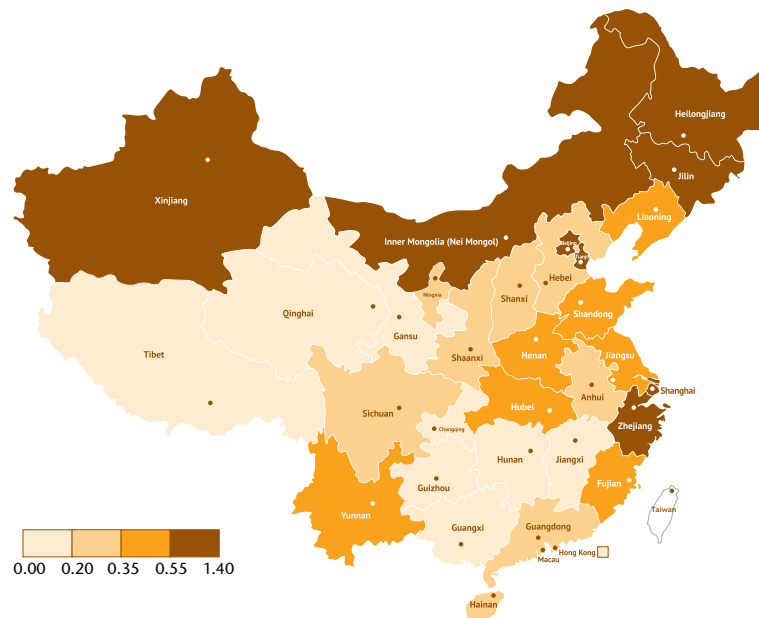 Heilongjiang
Jilin
Xinjiang
Liaoning
Inner Mongolia (Nei Mongol)
Beijing
Tianji
Hebei
Ningxia
Shanxi
Qinghai
Shandong
Gansu
Tibet
Shaanxi
Henan
Jiangsu
Shanghai
Anhui
Sichuan
Hubei
Zhejiang
Chongqing
Hunan
Jiangxi
Guizhou
Fujian
Yunnan
Taiwan
Guangxi
Guangdong
Hong Kong
Macau
0.00 0.20 0.35 0.55 1.40
Hainan